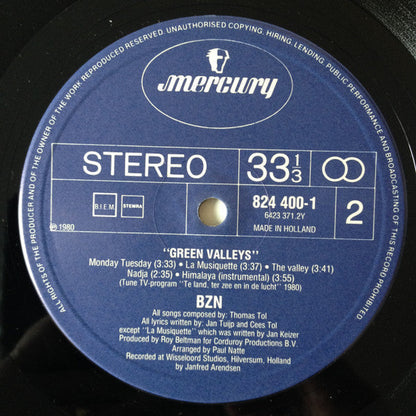 ALL RIGHTS OF THE PRODUCER AND OF THE OWNER OF THE WORK REPRODUCED RESERVED. UNAUTHORISED COPYING, HIRING, LENDING, PUBLIC PERFORMANCE AND BROADCASTING OF THIS RECORD PROHIBITED
mercury
STEREO 33 1/3
B.I.E.M. STEMRA 824 400-1 2
6423 371.2Y
℗ 1980 MADE IN HOLLAND
"GREEN VALLEYS"
Monday Tuesday (3:33) · La Musiquette (3:37) · The valley (3:41)
Nadja (2:35) · Himalaya (instrumental) (3:55)
(Tune TV-program "Te land, ter zee en in de lucht" 1980)
BZN
All songs composed by: Thomas Tol
All lyrics written by: Jan Tuijp and Cees Tol
except "La Musiquette" which was written by Jan Keizer
Produced by Roy Beltman for Corduroy Productions B.V.
Arranged by Paul Natte
Recorded at Wisseloord Studios, Hilversum, Holland
by Janfred Arendsen